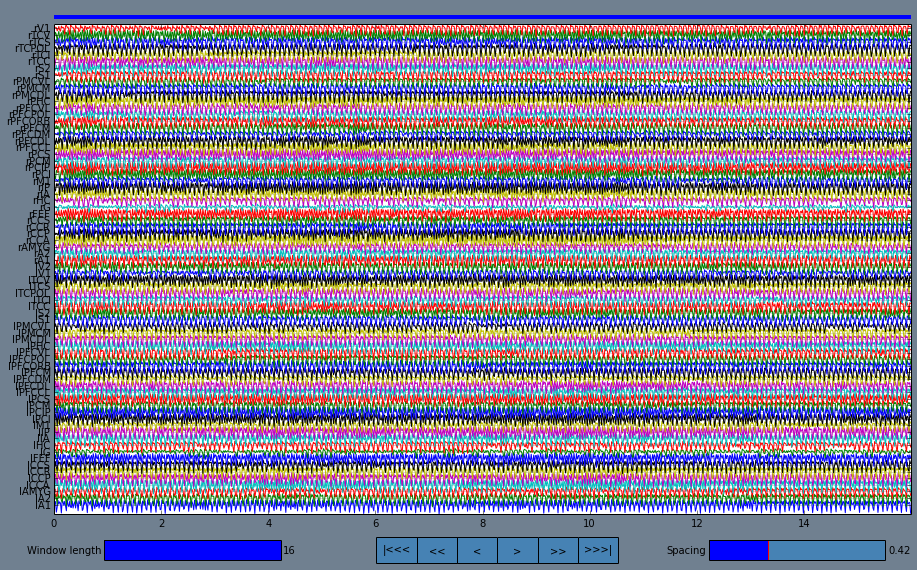 rV1
rTCV
rTCS
rTCPOL
rTCI
rTCC
rS2
rS1
rPMCVL
rPMCM
rPMCDL
rPHC
rPFCVL
rPFCPOL
rPFCORB
rPFCM
rPFCDM
rPFCDL
rPFCCL
rPCS
rPCM
rPCIP
rPCI
rM1
rIP
rIA
rHC
rG
rFEF
rCCS
rCCR
rCCP
rCCA
rAMYG
rA2
rA1
lV1
lTCV
lTCS
lTCPOL
lTCI
lTCC
lS2
lS1
lPMCVL
lPMCM
lPMCDL
lPHC
lPFCVL
lPFCPOL
lPFCORB
lPFCM
lPFCDM
lPFCDL
lPFCCL
lPCS
lPCM
lPCIP
lPCI
lM1
lIP
lIA
lHC
lG
lFEF
lCCS
lCCR
lCCP
lCCA
lAMYG
lA2
lA1
0 2 4 6 8 10 12 14
Window length 16 |<<< << < > >> >>>| Spacing 0.42